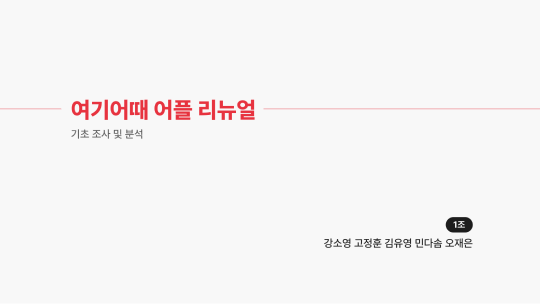 여기어때 어플 리뉴얼
기초 조사 및 분석
1조
강소영 고정훈 김유영 민다솜 오재은